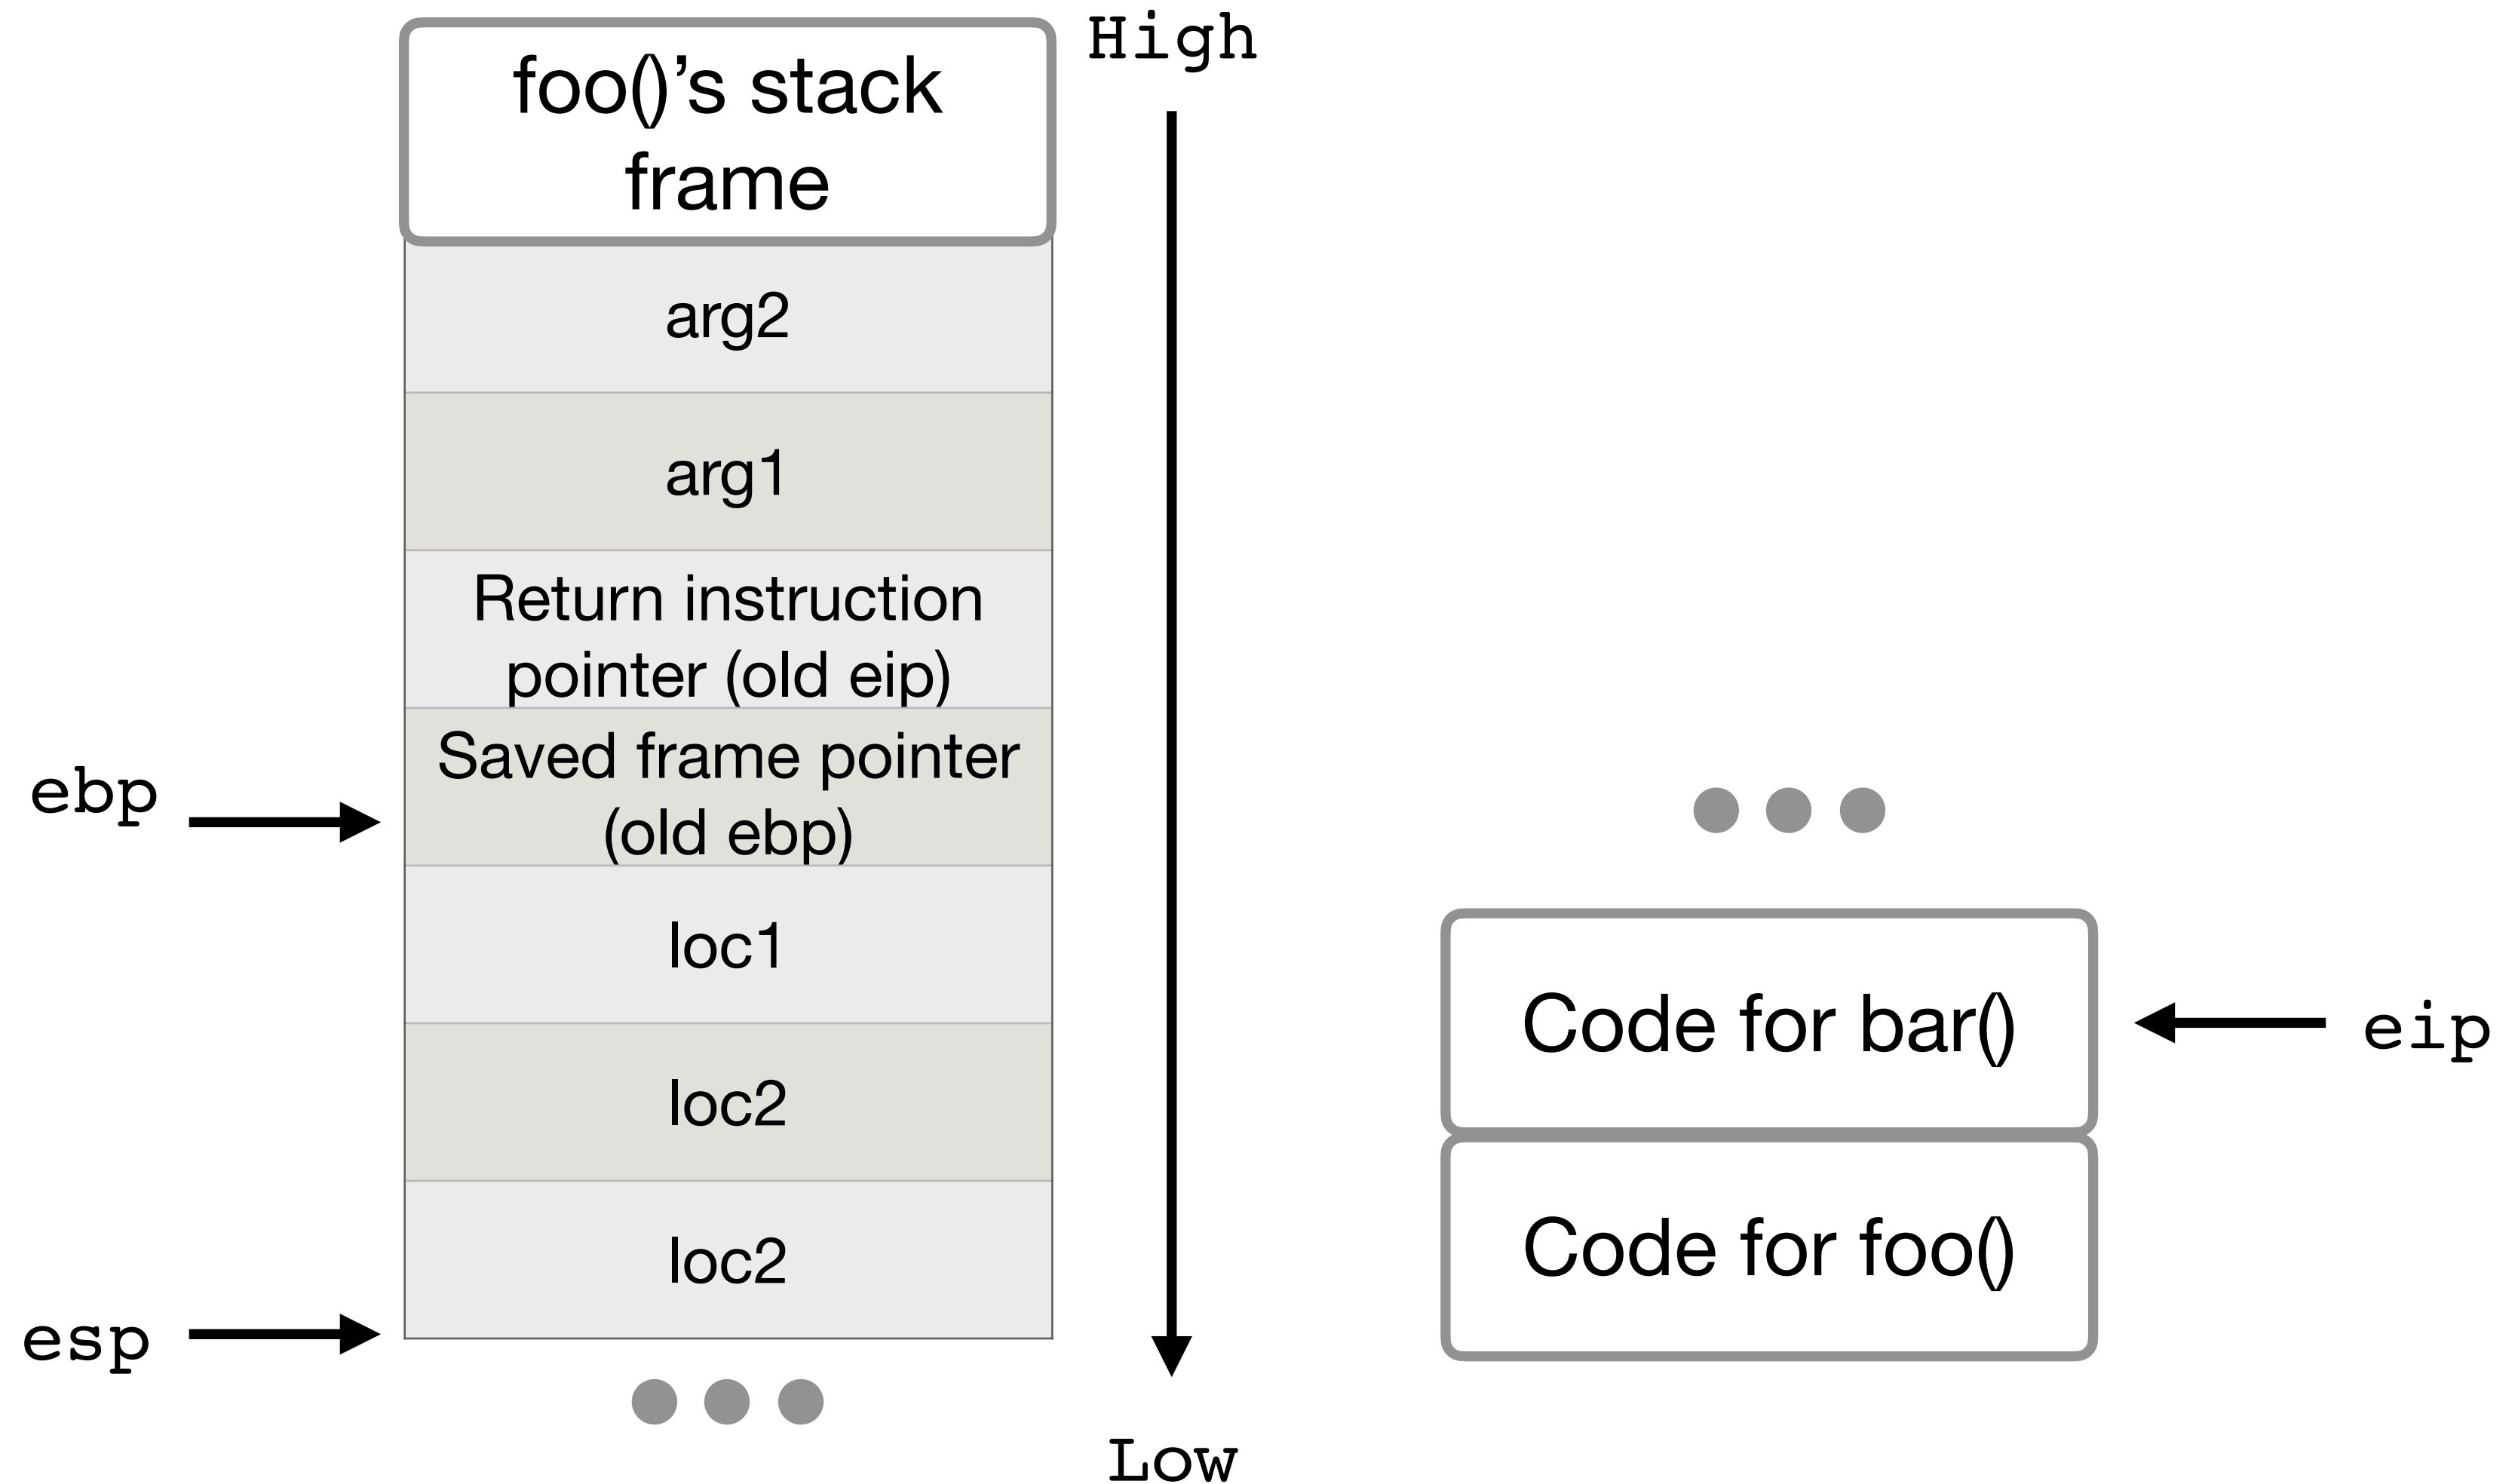 High
foo()’s stack
frame
arg2
arg1
Return instruction
pointer (old eip)
Saved frame pointer
(old ebp)
ebp
loc1
loc2
loc2
esp
Low
Code for bar()
eip
Code for foo()